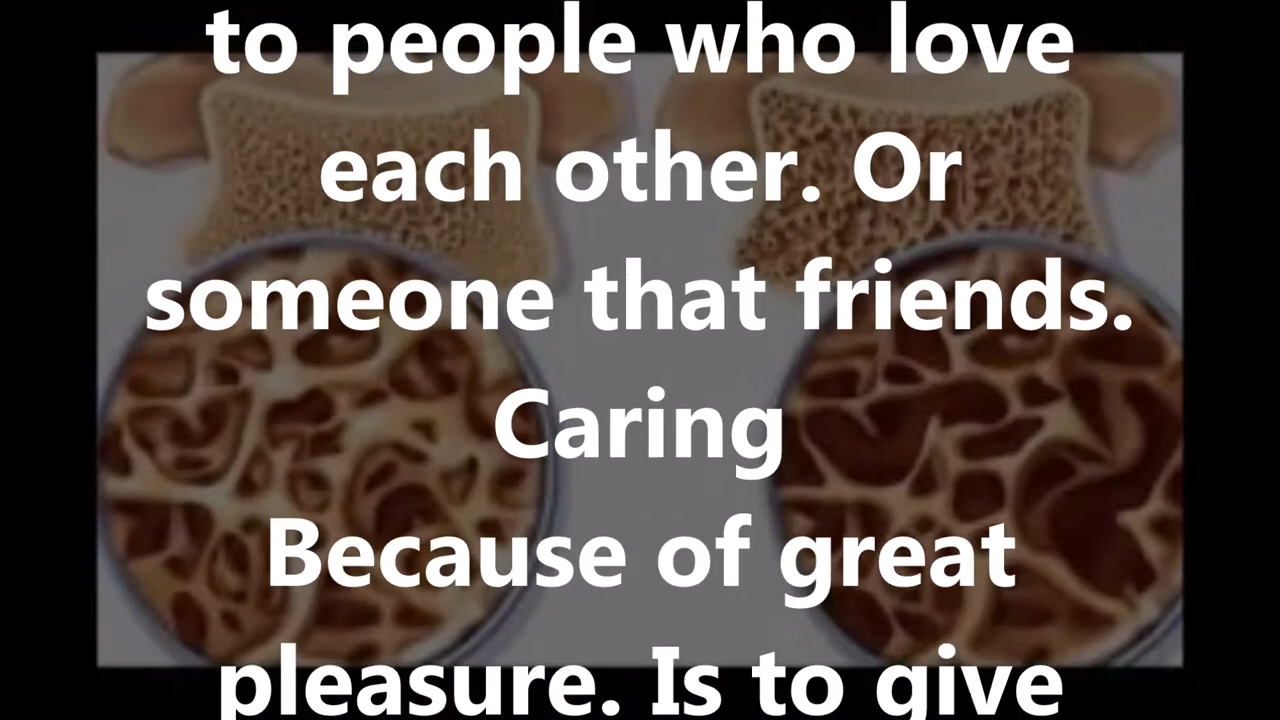 to people who love
each other. Or
someone that friends.
Caring
Because of great
pleasure. Is to give